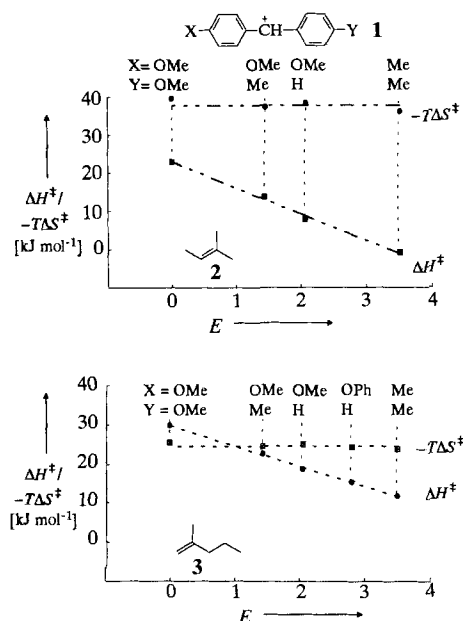 X
+
CH
Y
1
X = OMe OMe OMe Me
Y = OMe Me H Me
40
30
20
10
0
−TΔS‡
ΔH‡/
−TΔS‡
[kJ mol⁻¹]
ΔH‡
2
0 1 2 3 4
E
X = OMe OMe OMe OPh Me
Y = OMe Me H H Me
40
30
20
10
0
−TΔS‡
ΔH‡/
−TΔS‡
[kJ mol⁻¹]
ΔH‡
3
0 1 2 3 4
E